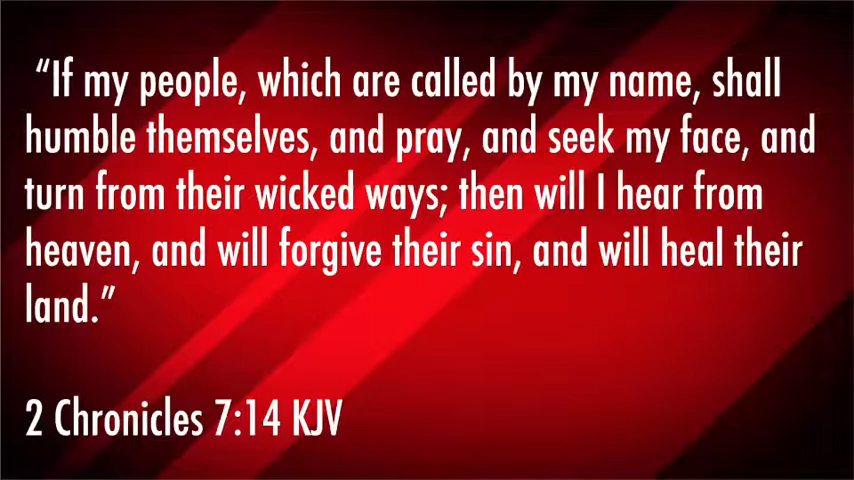 “If my people, which are called by my name, shall
humble themselves, and pray, and seek my face, and
turn from their wicked ways; then will I hear from
heaven, and will forgive their sin, and will heal their
land.”
2 Chronicles 7:14 KJV